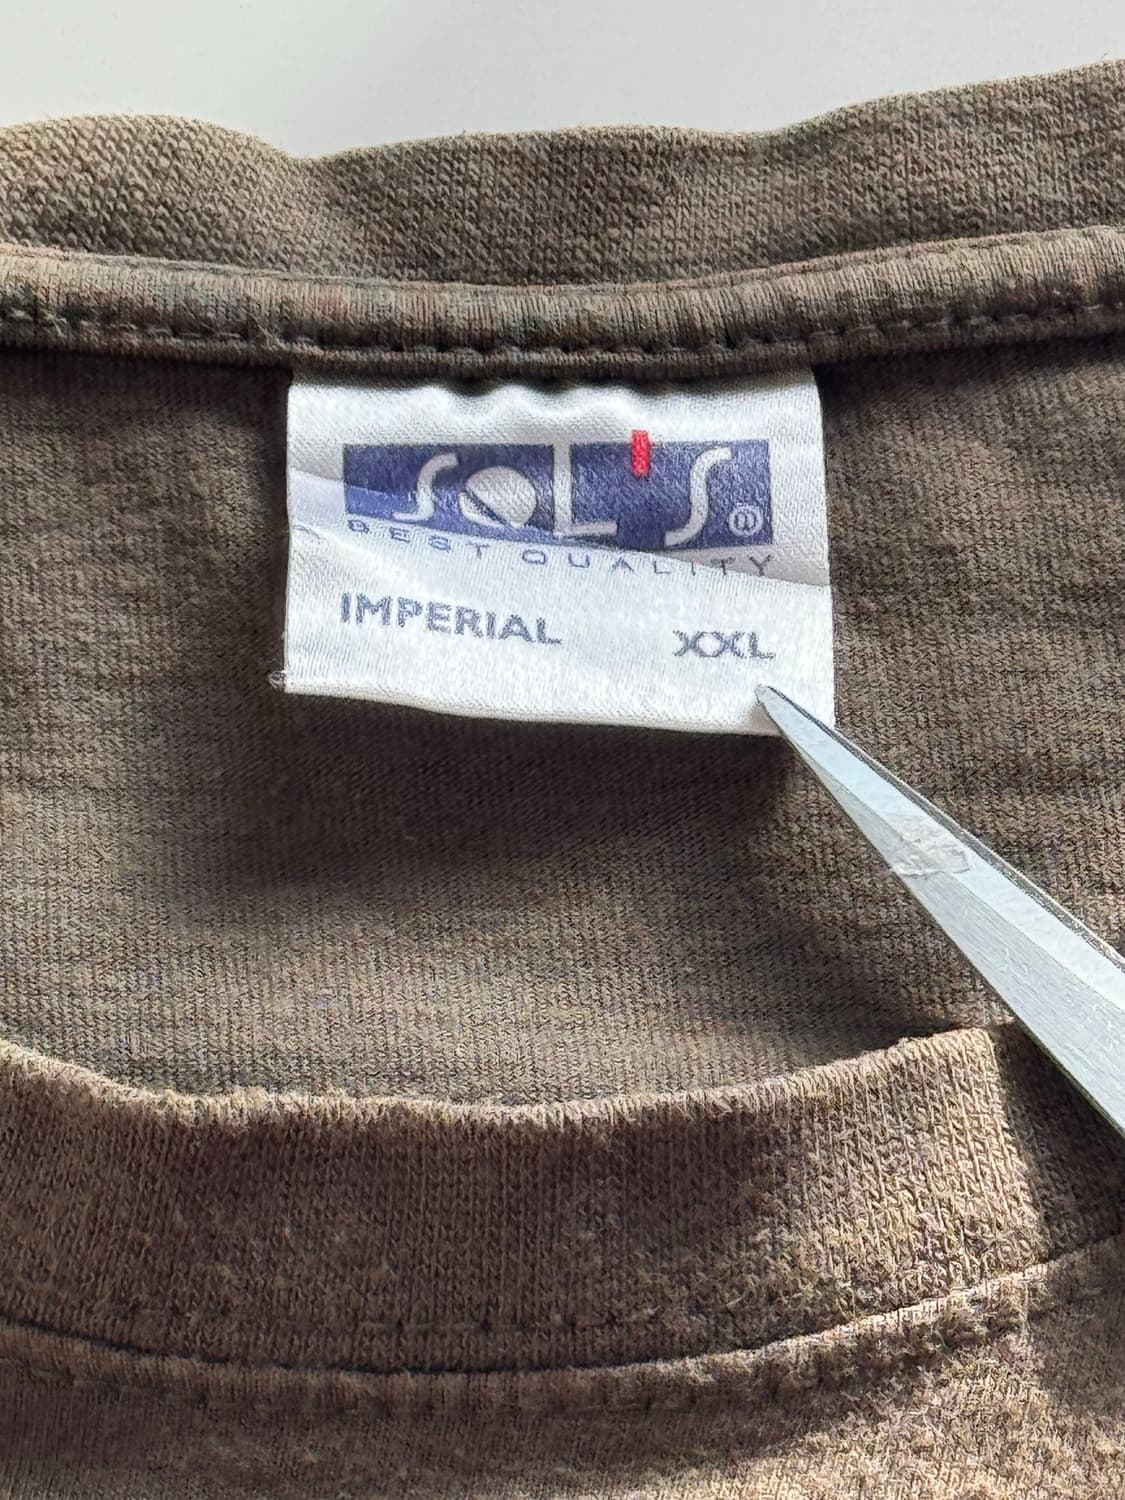 SOL'S ®
BEST QUALITY
IMPERIAL XXL